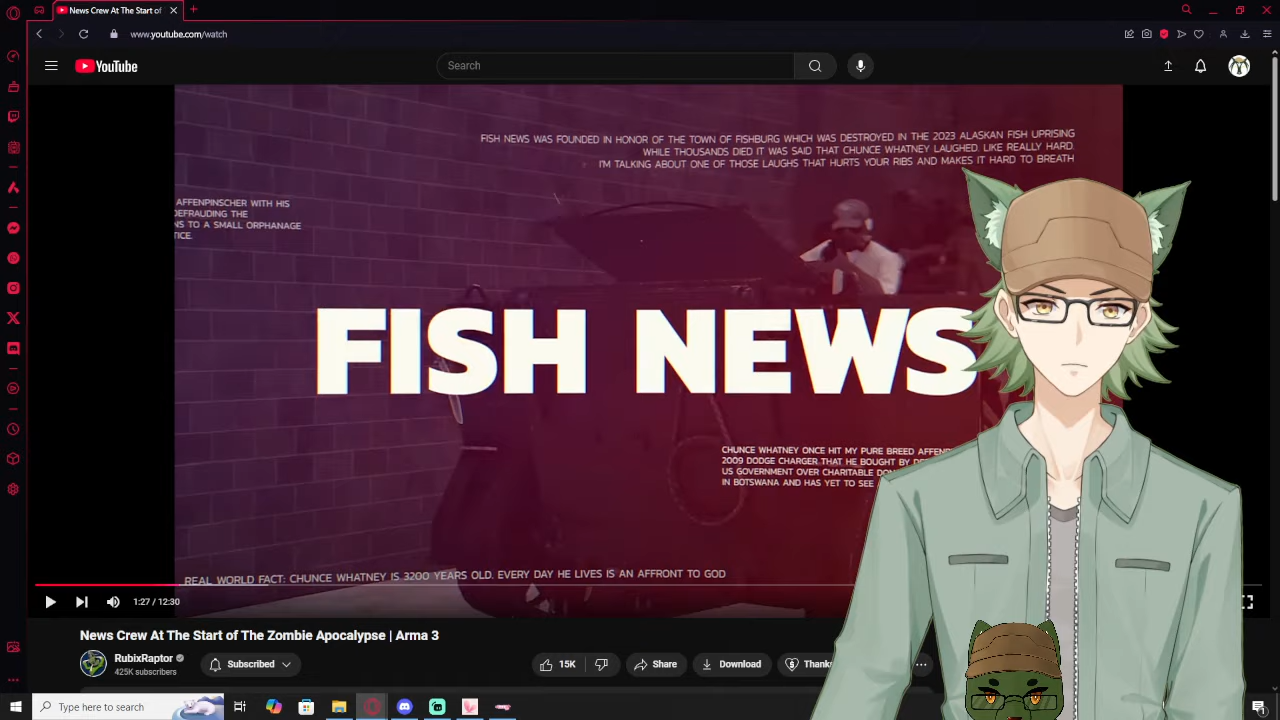 News Crew At The Start of
www.youtube.com/watch
YouTube
Search
FISH NEWS WAS FOUNDED IN HONOR OF THE TOWN OF FISHBURG WHICH WAS DESTROYED IN THE 2023 ALASKAN FISH UPRISING
WHILE THOUSANDS DIED IT WAS SAID THAT CHUNCE WHATNEY LAUGHED. LIKE REALLY HARD.
I'M TALKING ABOUT ONE OF THOSE LAUGHS THAT HURTS YOUR RIBS AND MAKES IT HARD TO BREATH
AFFENPINSCHER WITH HIS
DEFRAUDING THE
NS TO A SMALL ORPHANAGE
TICE.
FISH NEWS
CHUNCE WHATNEY ONCE HIT MY PURE BREED AFFEN
2009 DODGE CHARGER THAT HE BOUGHT BY
US GOVERNMENT OVER CHARITABLE
IN BOTSWANA AND HAS YET TO SEE
REAL WORLD FACT: CHUNCE WHATNEY IS 3200 YEARS OLD. EVERY DAY HE LIVES IS AN AFFRONT TO GOD
1:27 / 12:30
News Crew At The Start of The Zombie Apocalypse | Arma 3
RubixRaptor
425K subscribers
Subscribed
15K
Share
Download
Thanks
Type here to search